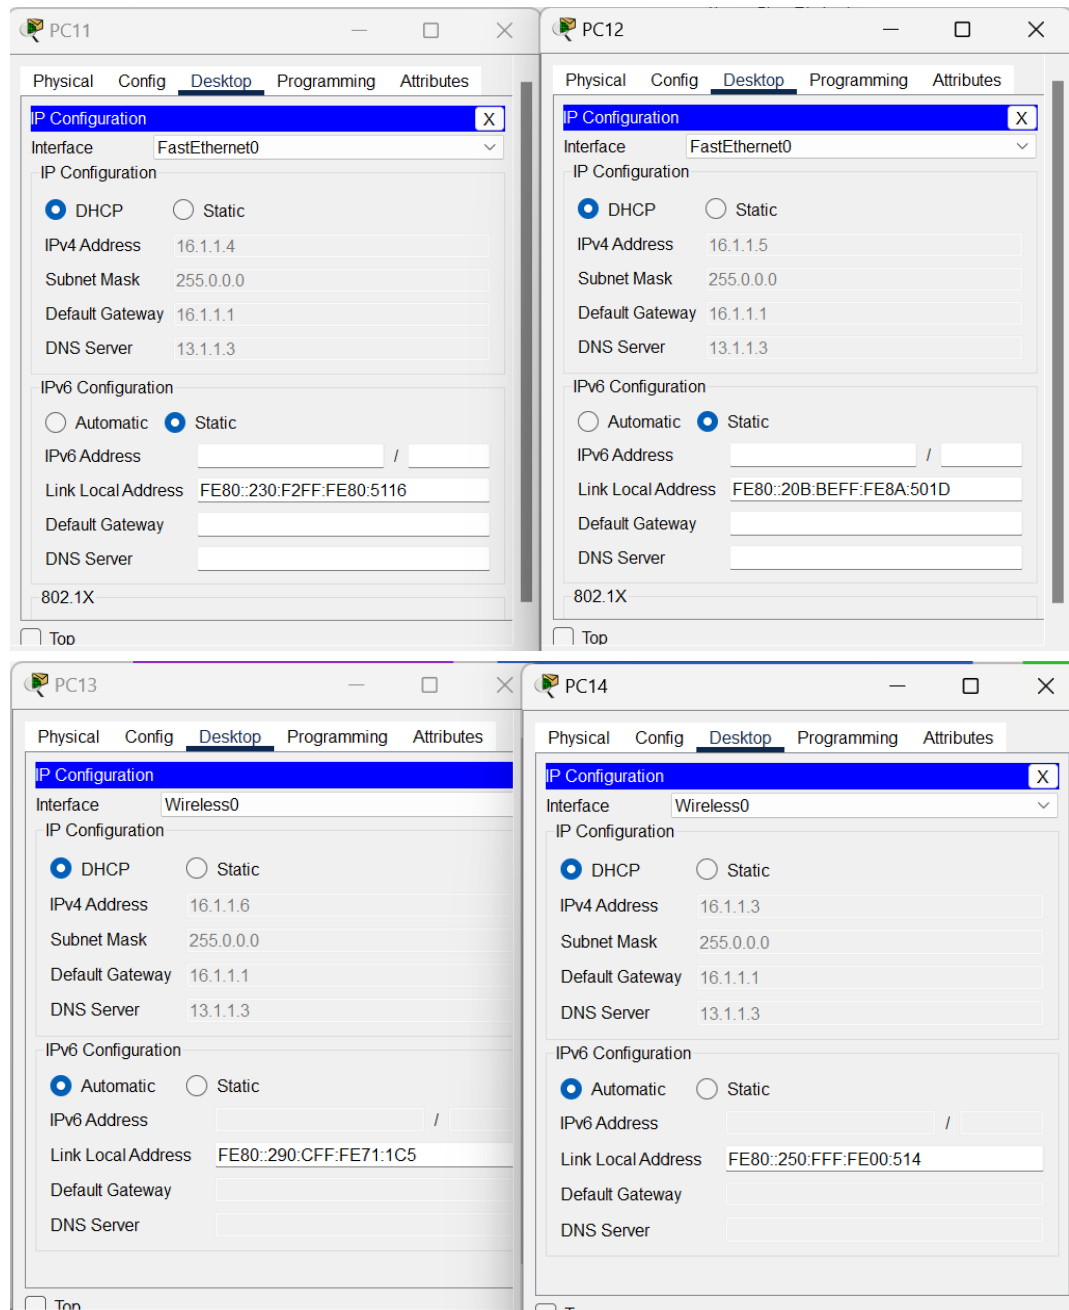 PC11
Physical Config Desktop Programming Attributes
IP Configuration X
Interface FastEthernet0
IP Configuration
DHCP Static
IPv4 Address 16.1.1.4
Subnet Mask 255.0.0.0
Default Gateway 16.1.1.1
DNS Server 13.1.1.3
IPv6 Configuration
Automatic Static
IPv6 Address /
Link Local Address FE80::230:F2FF:FE80:5116
Default Gateway
DNS Server
802.1X
Top
PC12
Physical Config Desktop Programming Attributes
IP Configuration X
Interface FastEthernet0
IP Configuration
DHCP Static
IPv4 Address 16.1.1.5
Subnet Mask 255.0.0.0
Default Gateway 16.1.1.1
DNS Server 13.1.1.3
IPv6 Configuration
Automatic Static
IPv6 Address /
Link Local Address FE80::20B:BEFF:FE8A:501D
Default Gateway
DNS Server
802.1X
Top
PC13
Physical Config Desktop Programming Attributes
IP Configuration
Interface Wireless0
IP Configuration
DHCP Static
IPv4 Address 16.1.1.6
Subnet Mask 255.0.0.0
Default Gateway 16.1.1.1
DNS Server 13.1.1.3
IPv6 Configuration
Automatic Static
IPv6 Address /
Link Local Address FE80::290:CFF:FE71:1C5
Default Gateway
DNS Server
Top
PC14
Physical Config Desktop Programming Attributes
IP Configuration X
Interface Wireless0
IP Configuration
DHCP Static
IPv4 Address 16.1.1.3
Subnet Mask 255.0.0.0
Default Gateway 16.1.1.1
DNS Server 13.1.1.3
IPv6 Configuration
Automatic Static
IPv6 Address /
Link Local Address FE80::250:FFF:FE00:514
Default Gateway
DNS Server